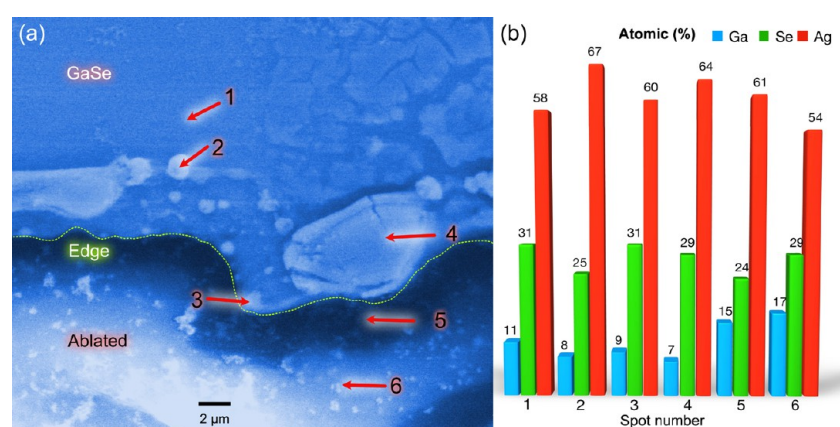 (a)
GaSe
1
2
4
Edge
3
5
Ablated
6
2 μm
(b)
Atomic (%) Ga Se Ag
67
64
61
60
58
54
31
31
29
29
25
24
17
15
11
9
8
7
1 2 3 4 5 6
Spot number